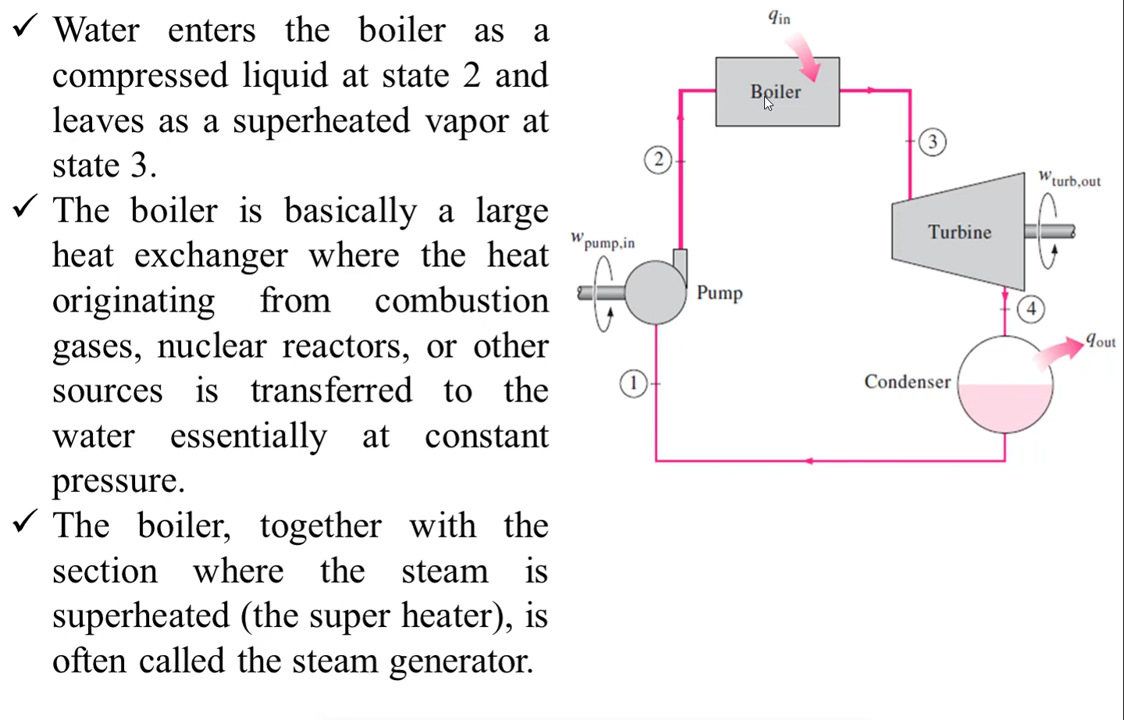 ✓ Water enters the boiler as a
compressed liquid at state 2 and
leaves as a superheated vapor at
state 3.
✓ The boiler is basically a large
heat exchanger where the heat
originating from combustion
gases, nuclear reactors, or other
sources is transferred to the
water essentially at constant
pressure.
✓ The boiler, together with the
section where the steam is
superheated (the super heater), is
often called the steam generator.
qin
Boiler
2
3
wturb,out
Turbine
wpump,in
Pump
4
qout
1
Condenser